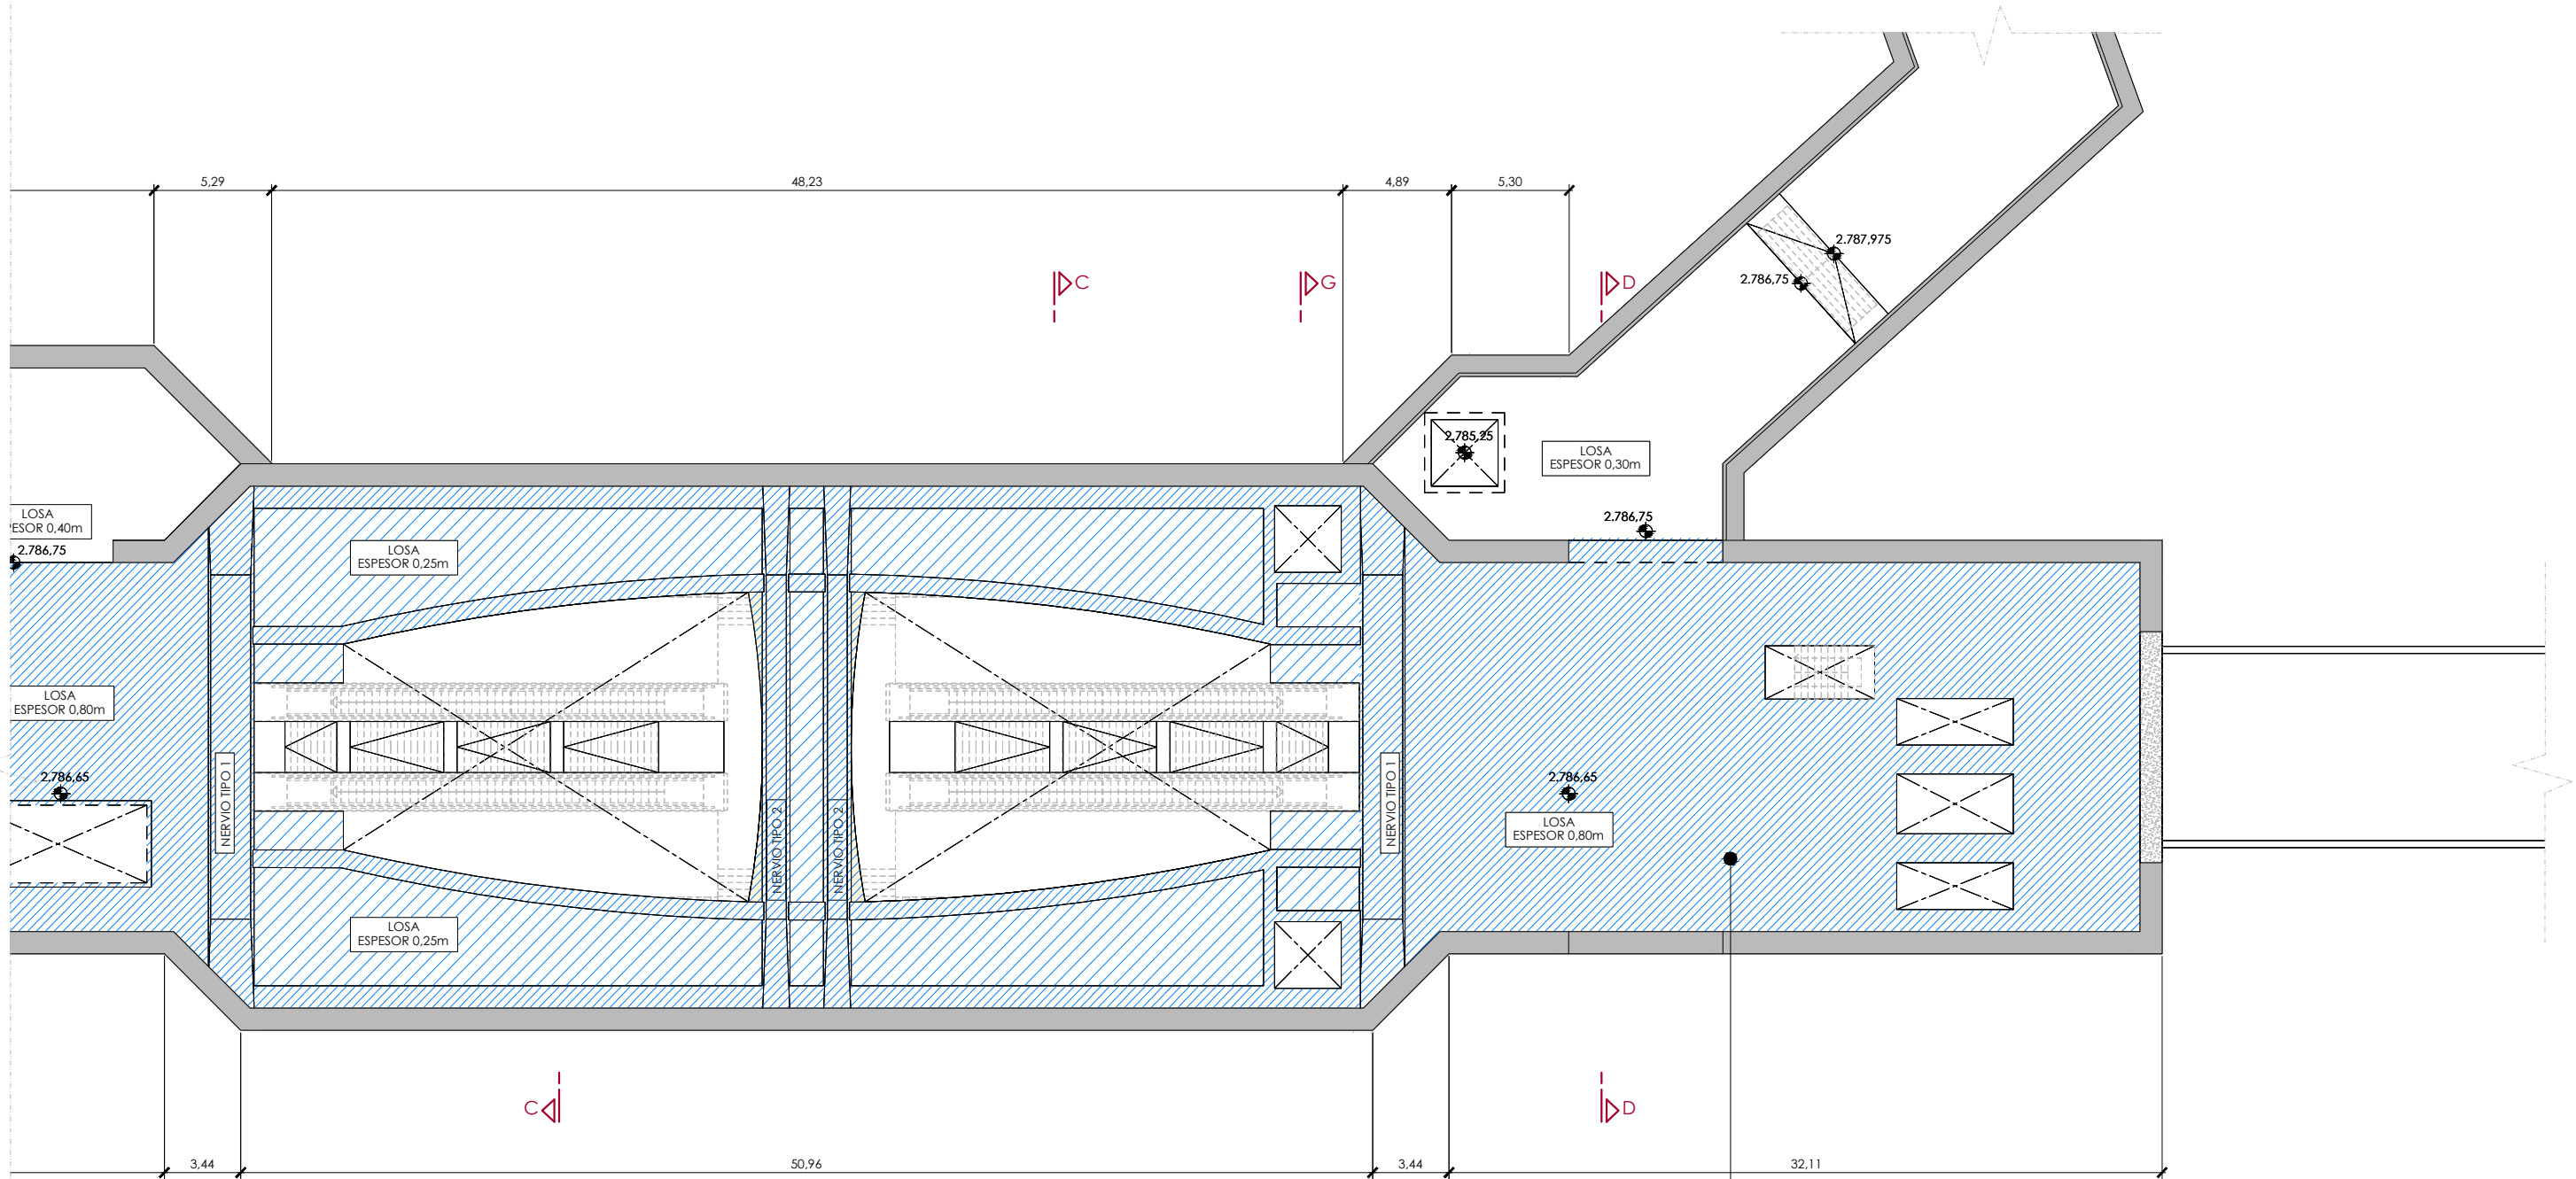 5,29
48,23
4,89
5,30
2.787,975
2.786,75
C
G
D
2.785,25
LOSA
ESPESOR 0,30m
LOSA
PESOR 0,40m
2.786,75
2.786,75
LOSA
ESPESOR 0,25m
LOSA
ESPESOR 0,80m
2.786,65
NERVIO TIPO 1
NERVIO TIPO 2
NERVIO TIPO 2
NERVIO TIPO 1
2.786,65
LOSA
ESPESOR 0,80m
LOSA
ESPESOR 0,25m
C
D
3,44
50,96
3,44
32,11